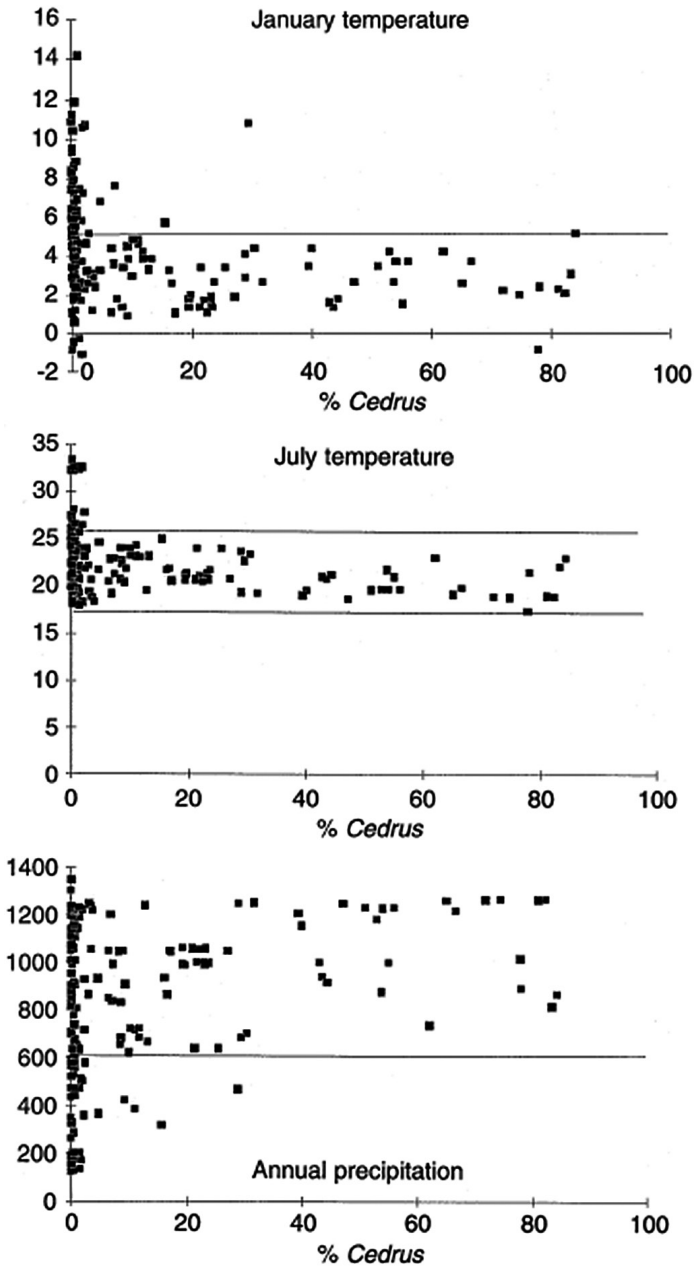 January temperature
16
14
12
10
8
6
4
2
0
-2
0 20 40 60 80 100
% Cedrus
July temperature
35
30
25
20
15
10
5
0
0 20 40 60 80 100
% Cedrus
1400
1200
1000
800
600
400
200
0
Annual precipitation
0 20 40 60 80 100
% Cedrus